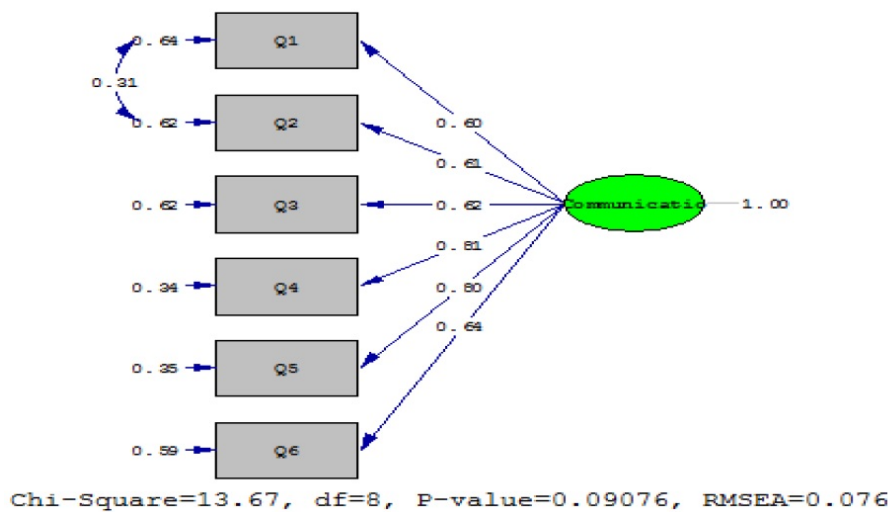 0.64 Q1
0.31
0.62 Q2 0.60
0.61
0.62 Q3 0.62 Communicatio 1.00
0.81
0.34 Q4 0.80
0.64
0.35 Q5
0.59 Q6
Chi-Square=13.67, df=8, P-value=0.09076, RMSEA=0.076